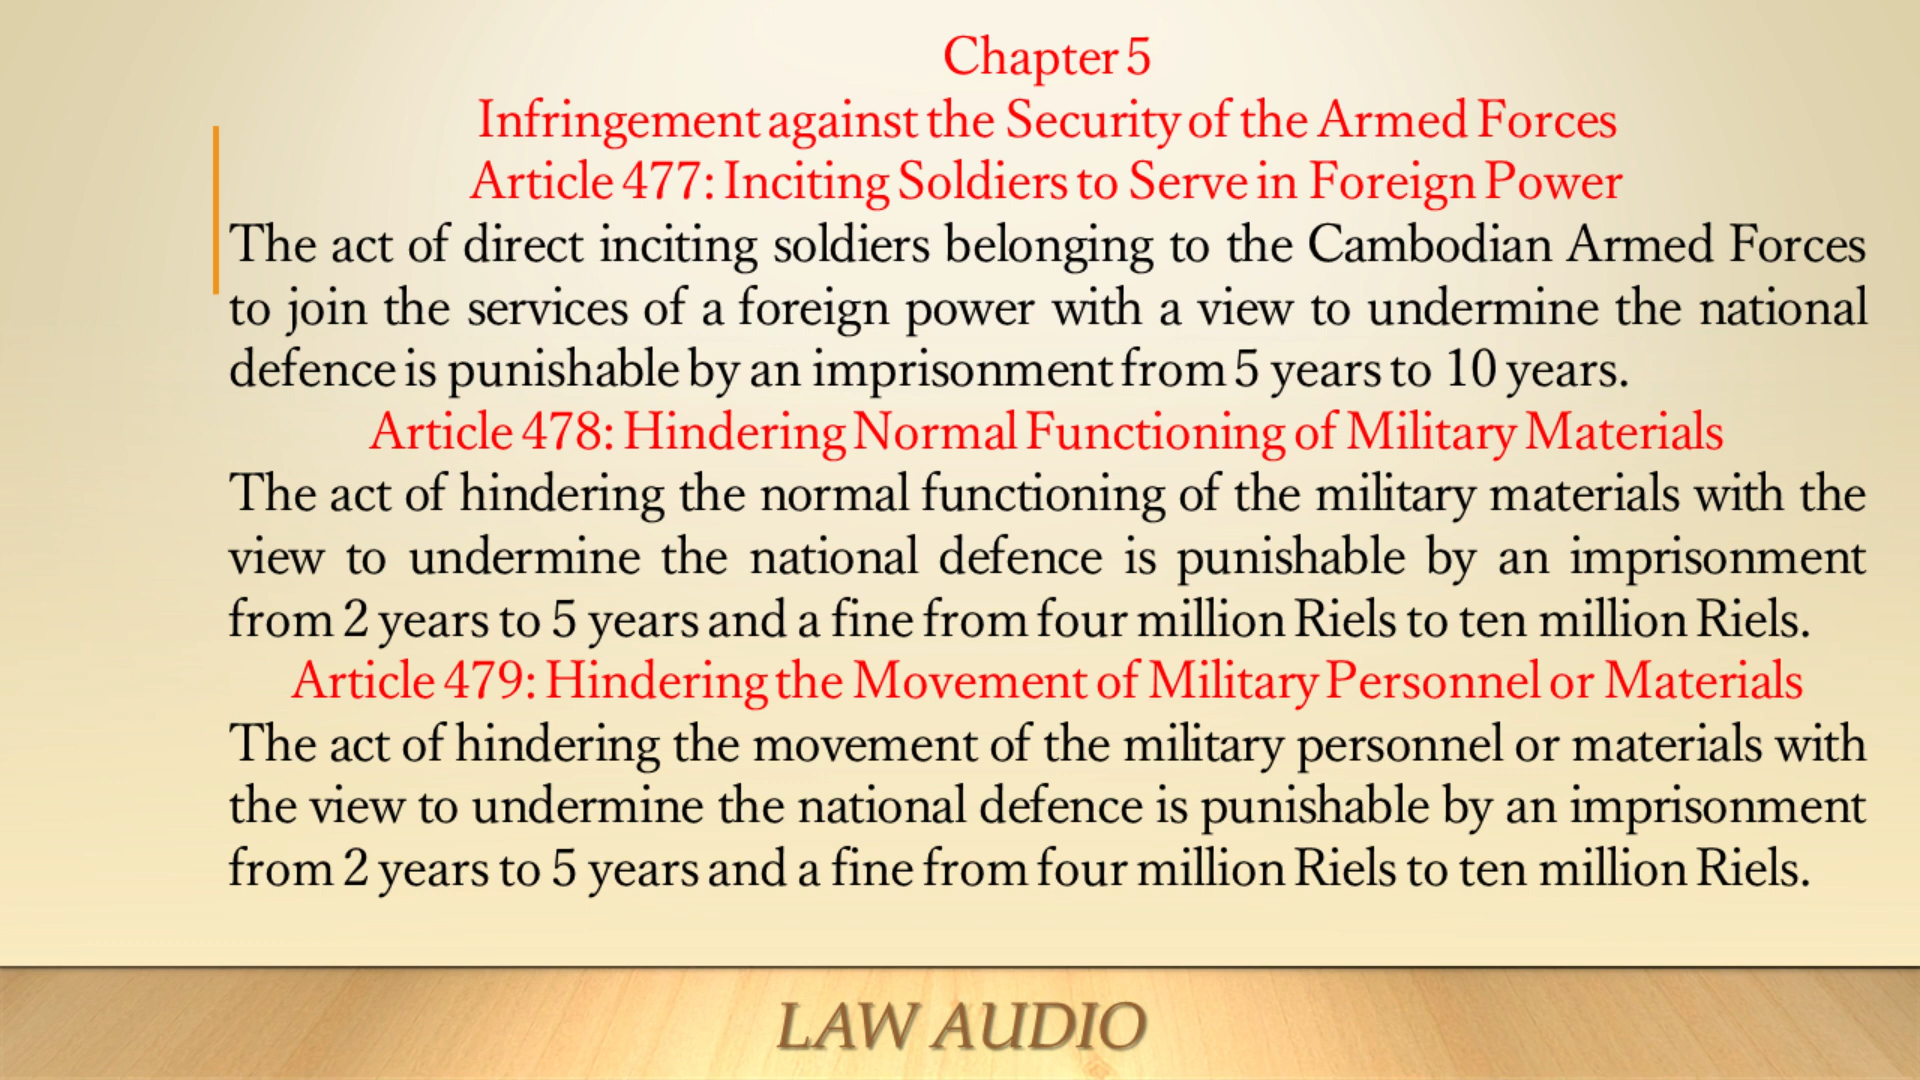 Chapter 5
Infringement against the Security of the Armed Forces
Article 477: Inciting Soldiers to Serve in Foreign Power
The act of direct inciting soldiers belonging to the Cambodian Armed Forces
to join the services of a foreign power with a view to undermine the national
defence is punishable by an imprisonment from 5 years to 10 years.
Article 478: Hindering Normal Functioning of Military Materials
The act of hindering the normal functioning of the military materials with the
view to undermine the national defence is punishable by an imprisonment
from 2 years to 5 years and a fine from four million Riels to ten million Riels.
Article 479: Hindering the Movement of Military Personnel or Materials
The act of hindering the movement of the military personnel or materials with
the view to undermine the national defence is punishable by an imprisonment
from 2 years to 5 years and a fine from four million Riels to ten million Riels.
LAW AUDIO